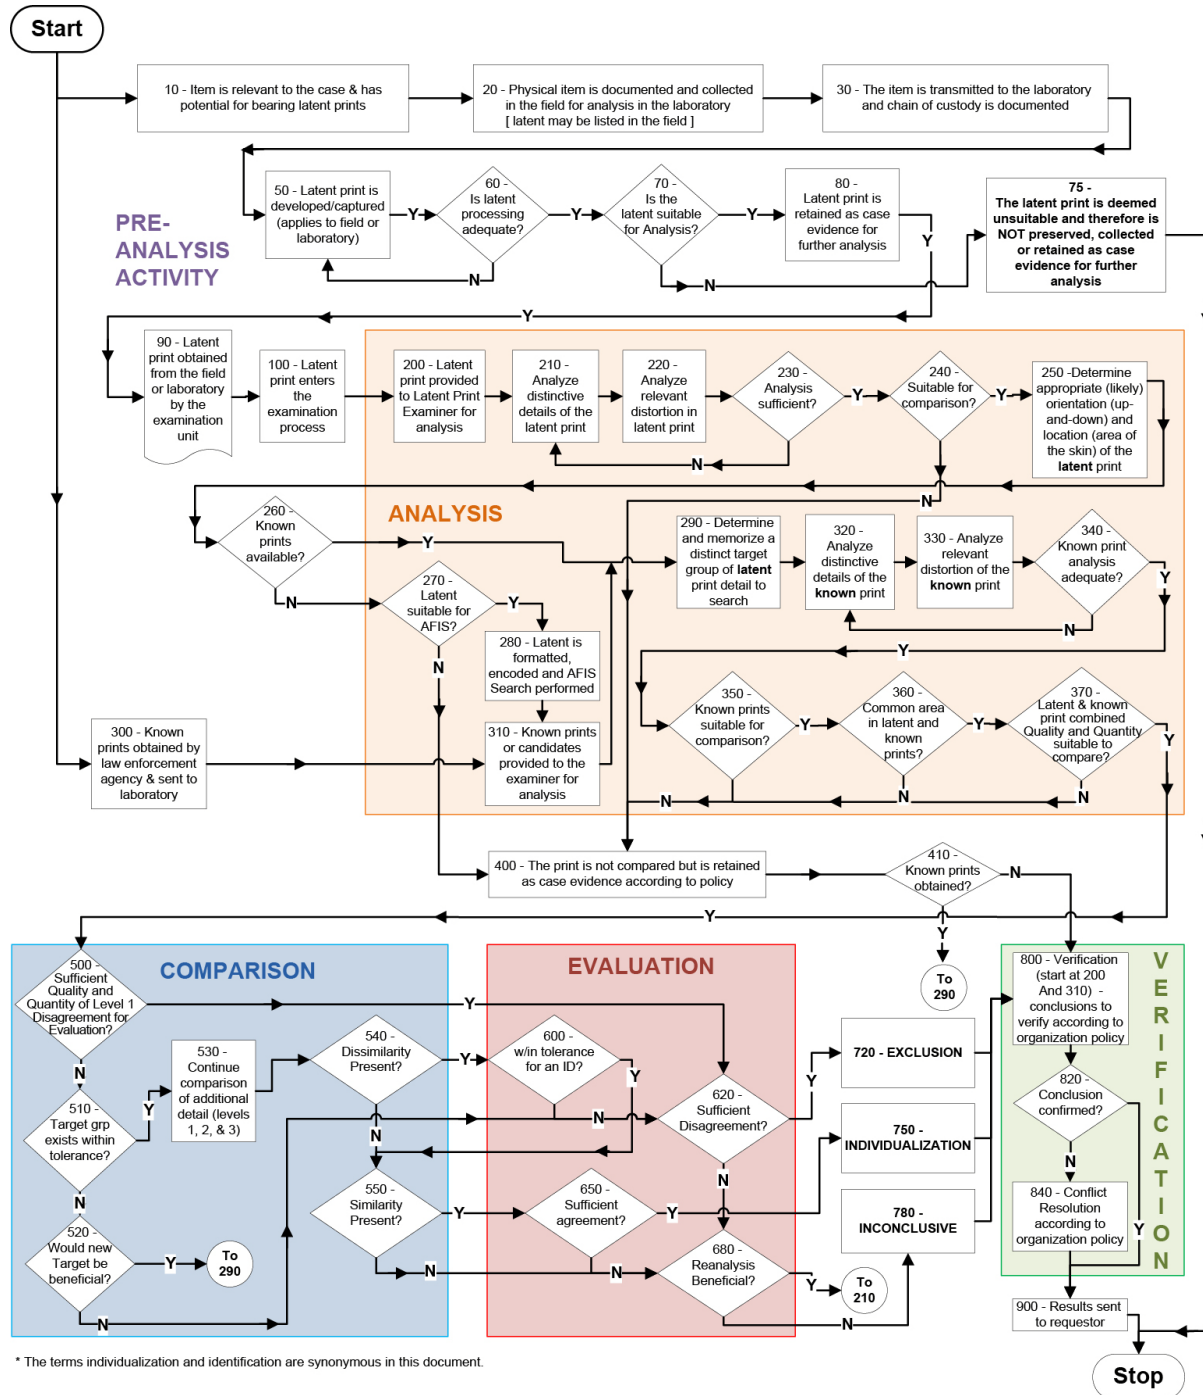 Start
10 - Item is relevant to the case & has
potential for bearing latent prints
20 - Physical item is documented and collected
in the field for analysis in the laboratory
[ latent may be listed in the field ]
30 - The item is transmitted to the laboratory
and chain of custody is documented
PRE-
ANALYSIS
ACTIVITY
50 - Latent print is
developed/captured
(applies to field or
laboratory)
Y
60 -
Is latent
processing
adequate?
Y
N
70 -
Is the
latent suitable
for Analysis?
Y
N
80 -
Latent print is
retained as case
evidence for
further analysis
Y
75 -
The latent print is deemed
unsuitable and therefore is
NOT preserved, collected
or retained as case
evidence for further
analysis
Y
Y
Y
90 - Latent
print obtained
from the field
or laboratory
by the
examination
unit
100 - Latent
print enters
the
examination
process
200 - Latent
print provided
to Latent Print
Examiner for
analysis
210 -
Analyze
distinctive
details of the
latent print
220 -
Analyze
relevant
distortion in
latent print
230 -
Analysis
sufficient?
Y
N
240 -
Suitable for
comparison?
Y
N
250 -Determine
appropriate (likely)
orientation (up-
and-down) and
location (area of
the skin) of the
latent print
ANALYSIS
260 -
Known
prints
available?
Y
N
270 -
Latent
suitable for
AFIS?
Y
N
280 - Latent is
formatted,
encoded and AFIS
Search performed
290 - Determine
and memorize a
distinct target
group of latent
print detail to
search
320 -
Analyze
distinctive
details of the
known print
330 - Analyze
relevant
distortion of the
known print
340 -
Known print
analysis
adequate?
Y
N
Y
300 - Known
prints obtained by
law enforcement
agency & sent to
laboratory
310 - Known prints
or candidates
provided to the
examiner for
analysis
350 -
Known prints
suitable for
comparison?
Y
N
360 -
Common area
in latent and
known
prints?
Y
N
370 -
Latent & known
print combined
Quality and Quantity
suitable to
compare?
Y
N
400 - The print is not compared but is retained
as case evidence according to policy
410 -
Known prints
obtained?
N
Y
To
290
Y
COMPARISON
500 -
Sufficient
Quality and
Quantity of Level 1
Disagreement for
Evaluation?
Y
N
510 -
Target grp
exists within
tolerance?
Y
N
520 -
Would new
Target be
beneficial?
Y
N
To
290
530 -
Continue
comparison
of additional
detail (levels
1, 2, & 3)
540 -
Dissimilarity
Present?
Y
N
550 -
Similarity
Present?
Y
N
EVALUATION
600 -
w/in tolerance
for an ID?
Y
N
620 -
Sufficient
Disagreement?
Y
N
650 -
Sufficient
agreement?
Y
N
680 -
Reanalysis
Beneficial?
Y
N
To
210
720 - EXCLUSION
750 -
INDIVIDUALIZATION
780 -
INCONCLUSIVE
VERIFICATION
800 - Verification
(start at 200
And 310) -
conclusions to
verify according to
organization policy
820 -
Conclusion
confirmed?
N
Y
840 - Conflict
Resolution
according to
organization policy
900 - Results sent
to requestor
Stop
* The terms individualization and identification are synonymous in this document.